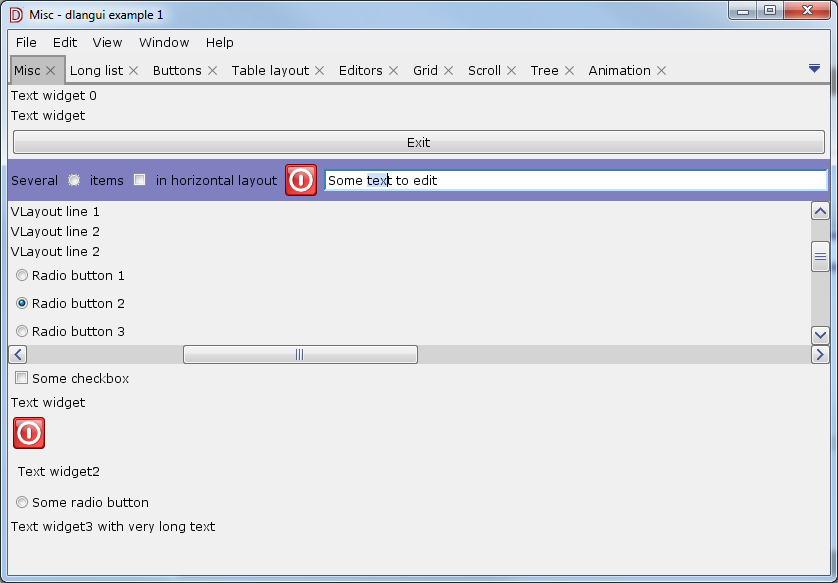 Misc - dlangui example 1
File Edit View Window Help
Misc Long list Buttons Table layout Editors Grid Scroll Tree Animation
Text widget 0
Text widget
Exit
Several items in horizontal layout Some text to edit
VLayout line 1
VLayout line 2
VLayout line 2
Radio button 1
Radio button 2
Radio button 3
Some checkbox
Text widget
Text widget2
Some radio button
Text widget3 with very long text